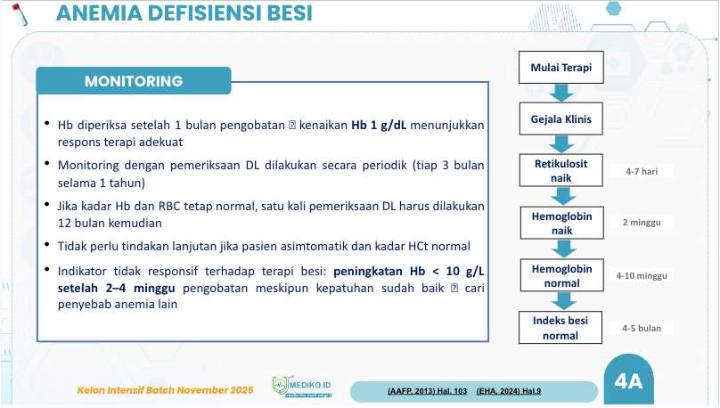 ANEMIA DEFISIENSI BESI
MONITORING
• Hb diperiksa setelah 1 bulan pengobatan ⍰ kenaikan Hb 1 g/dL menunjukkan
respons terapi adekuat
• Monitoring dengan pemeriksaan DL dilakukan secara periodik (tiap 3 bulan
selama 1 tahun)
• Jika kadar Hb dan RBC tetap normal, satu kali pemeriksaan DL harus dilakukan
12 bulan kemudian
• Tidak perlu tindakan lanjutan jika pasien asimtomatik dan kadar HCt normal
• Indikator tidak responsif terhadap terapi besi: peningkatan Hb < 10 g/L
setelah 2–4 minggu pengobatan meskipun kepatuhan sudah baik ⍰ cari
penyebab anemia lain
Mulai Terapi
Gejala Klinis
Retikulosit
naik
4-7 hari
Hemoglobin
naik
2 minggu
Hemoglobin
normal
4-10 minggu
Indeks besi
normal
4-5 bulan
Kelon Intensif Batch November 2025
MEDIKO.ID
(AAFP, 2013) Hal. 103 (EHA, 2024) Hal.9
4A